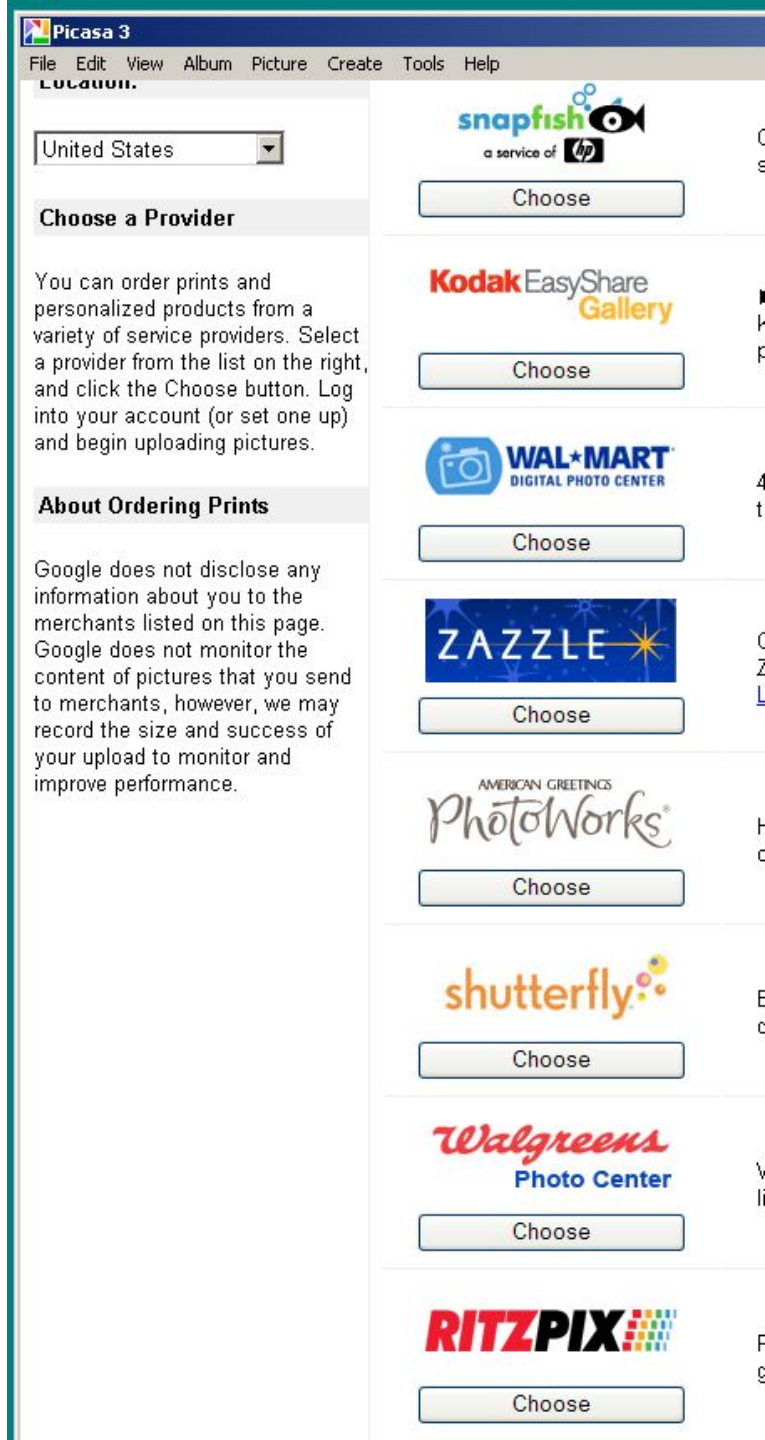 Picasa 3
File Edit View Album Picture Create Tools Help
Location:
United States
Choose a Provider
You can order prints and
personalized products from a
variety of service providers. Select
a provider from the list on the right,
and click the Choose button. Log
into your account (or set one up)
and begin uploading pictures.
About Ordering Prints
Google does not disclose any
information about you to the
merchants listed on this page.
Google does not monitor the
content of pictures that you send
to merchants, however, we may
record the size and success of
your upload to monitor and
improve performance.
snapfish
a service of hp
Choose
Kodak EasyShare
Gallery
Choose
WAL★MART
DIGITAL PHOTO CENTER
Choose
ZAZZLE
Choose
AMERICAN GREETINGS
PhotoWorks®
Choose
shutterfly
Choose
Walgreens
Photo Center
Choose
RITZPIX
Choose